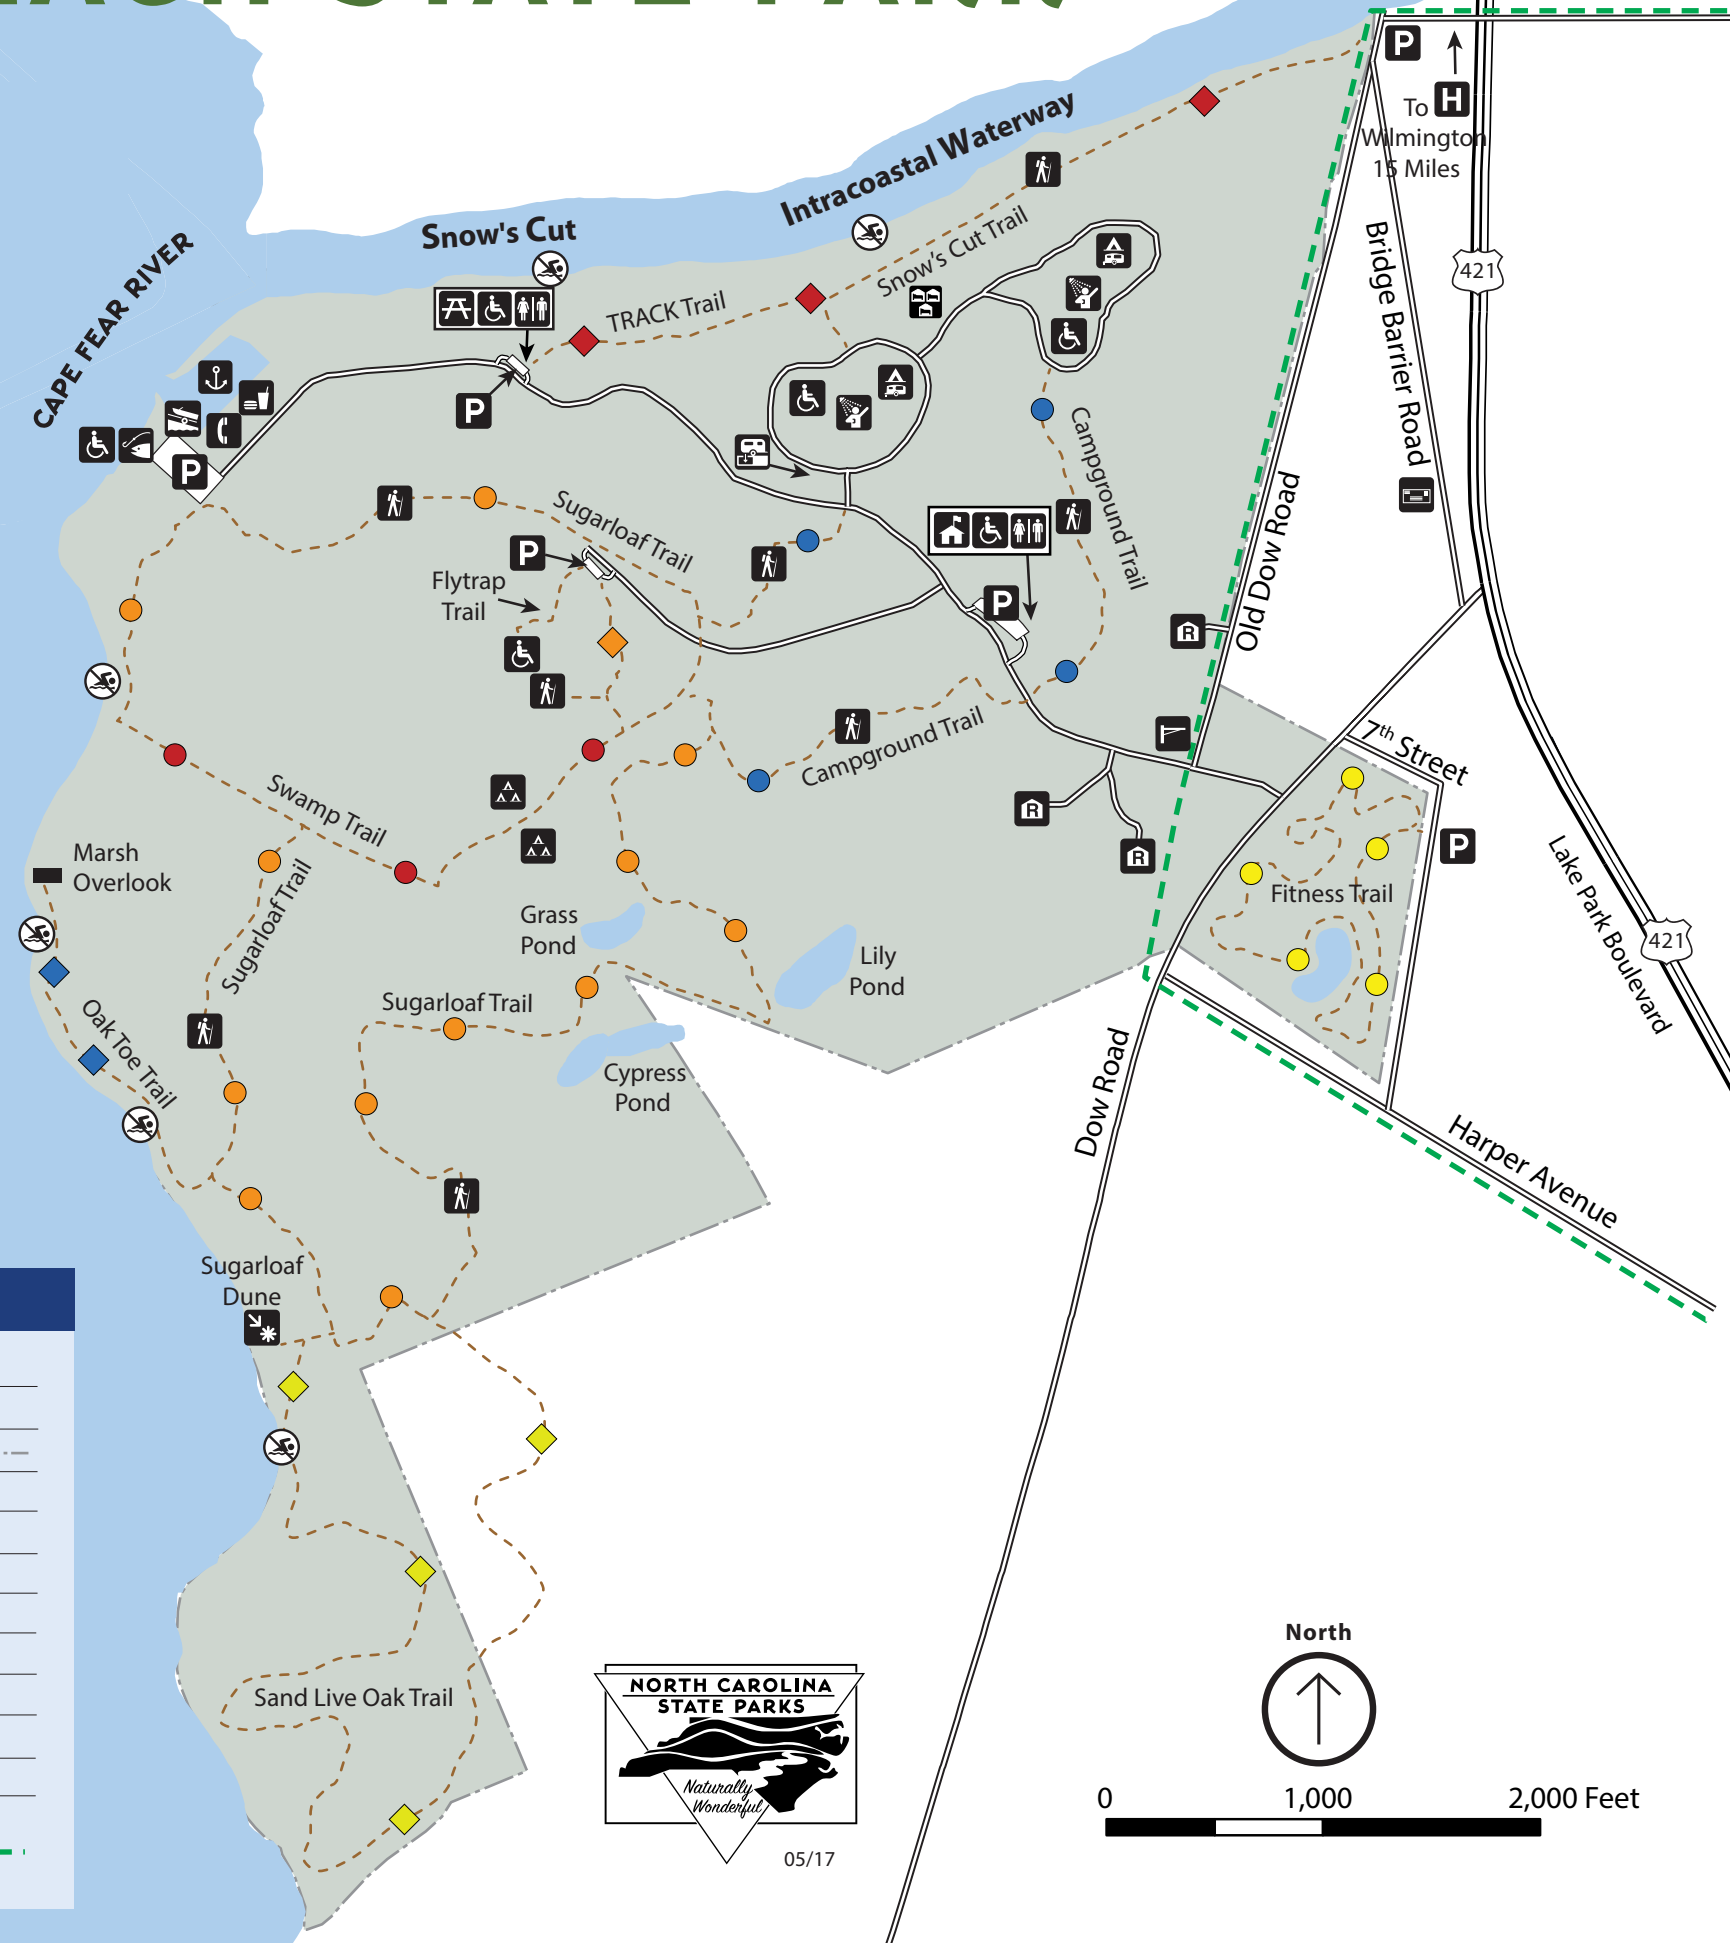 STATE PARK
P
H
To
Wilmington
15 Miles
Intracoastal Waterway
Snow's Cut
CAPE FEAR RIVER
Snow's Cut Trail
TRACK Trail
Bridge Barrier Road
421
P
P
Campground Trail
Sugarloaf Trail
P
Flytrap
Trail
P
Old Dow Road
R
Campground Trail
7th Street
R
R
P
Swamp Trail
Marsh
Overlook
Sugarloaf Trail
Fitness Trail
Lake Park Boulevard
421
Grass
Pond
Lily
Pond
Sugarloaf Trail
Oak Toe Trail
Cypress
Pond
Dow Road
Harper Avenue
Sugarloaf
Dune
Sand Live Oak Trail
NORTH CAROLINA
STATE PARKS
Naturally
Wonderful
05/17
North
0 1,000 2,000 Feet